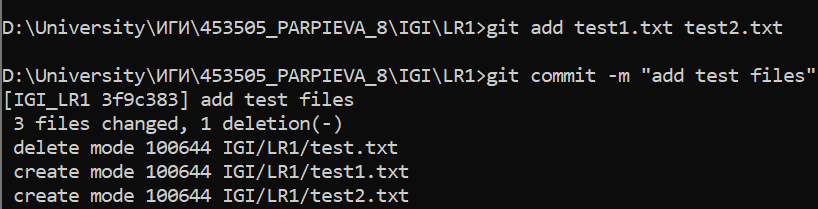 D:\University\ИГИ\453505_PARPIEVA_8\IGI\LR1>git add test1.txt test2.txt
D:\University\ИГИ\453505_PARPIEVA_8\IGI\LR1>git commit -m "add test files"
[IGI_LR1 3f9c383] add test files
3 files changed, 1 deletion(-)
delete mode 100644 IGI/LR1/test.txt
create mode 100644 IGI/LR1/test1.txt
create mode 100644 IGI/LR1/test2.txt